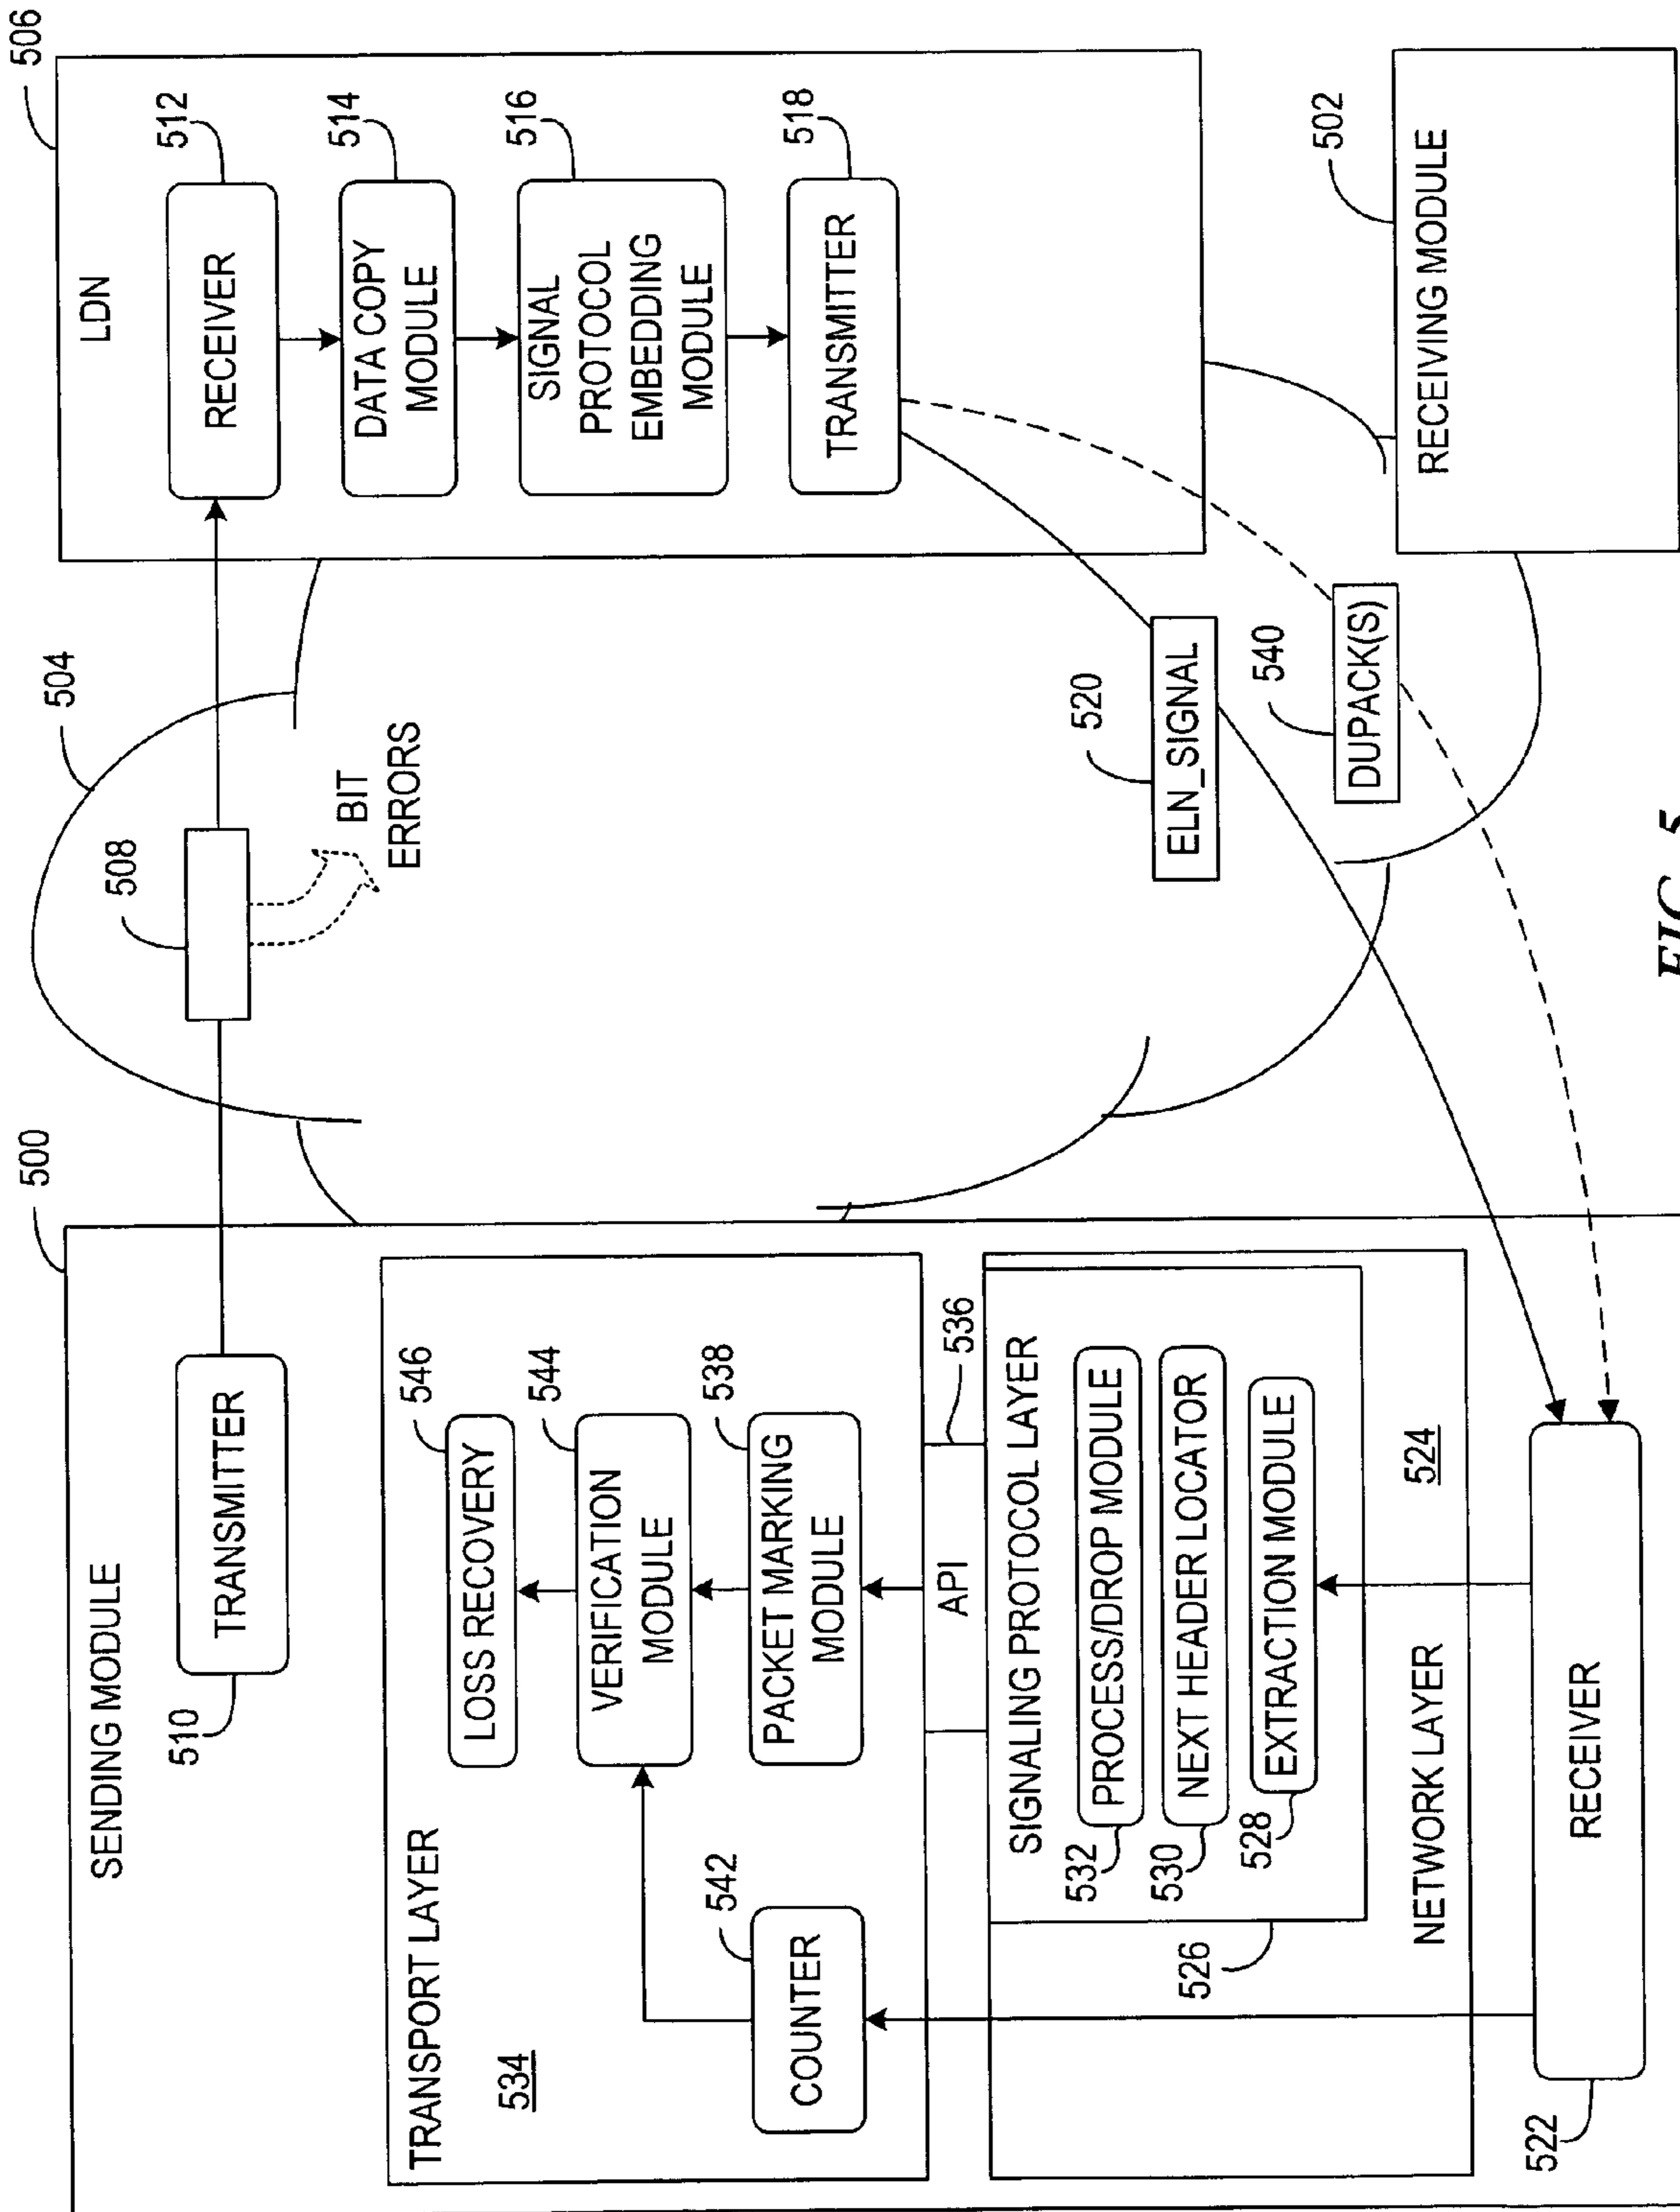 500
SENDING MODULE
TRANSMITTER
510
TRANSPORT LAYER
534
LOSS RECOVERY
546
VERIFICATION
MODULE
544
PACKET MARKING
MODULE
538
COUNTER
542
API
536
SIGNALING PROTOCOL LAYER
PROCESS/DROP MODULE
532
NEXT HEADER LOCATOR
530
EXTRACTION MODULE
528
526
NETWORK LAYER
524
RECEIVER
522
504
508
BIT
ERRORS
520
ELN_SIGNAL
540
DUPACK(S)
506
LDN
RECEIVER
512
DATA COPY
MODULE
514
SIGNAL
PROTOCOL
EMBEDDING
MODULE
516
TRANSMITTER
518
502
RECEIVING MODULE
FIG. 5